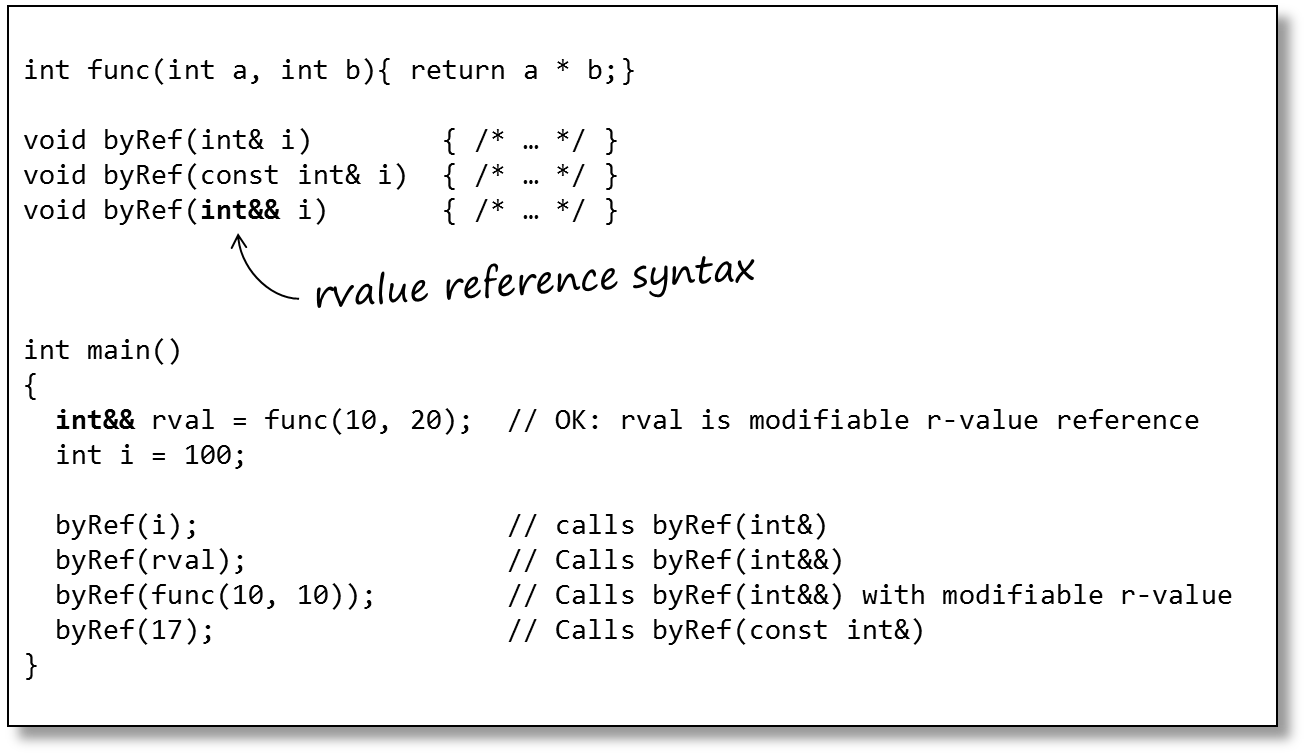 int func(int a, int b){ return a * b;}
void byRef(int& i) { /* … */ }
void byRef(const int& i) { /* … */ }
void byRef(int&& i) { /* … */ }
rvalue reference syntax
int main()
{
int&& rval = func(10, 20); // OK: rval is modifiable r-value reference
int i = 100;
byRef(i); // calls byRef(int&)
byRef(rval); // Calls byRef(int&&)
byRef(func(10, 10)); // Calls byRef(int&&) with modifiable r-value
byRef(17); // Calls byRef(const int&)
}